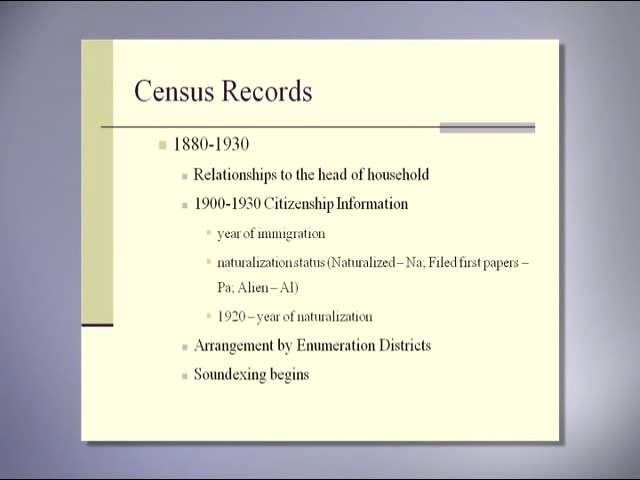 Census Records
1880-1930
Relationships to the head of household
1900-1930 Citizenship Information
year of immigration
naturalization status (Naturalized – Na; Filed first papers –
Pa; Alien – Al)
1920 – year of naturalization
Arrangement by Enumeration Districts
Soundexing begins